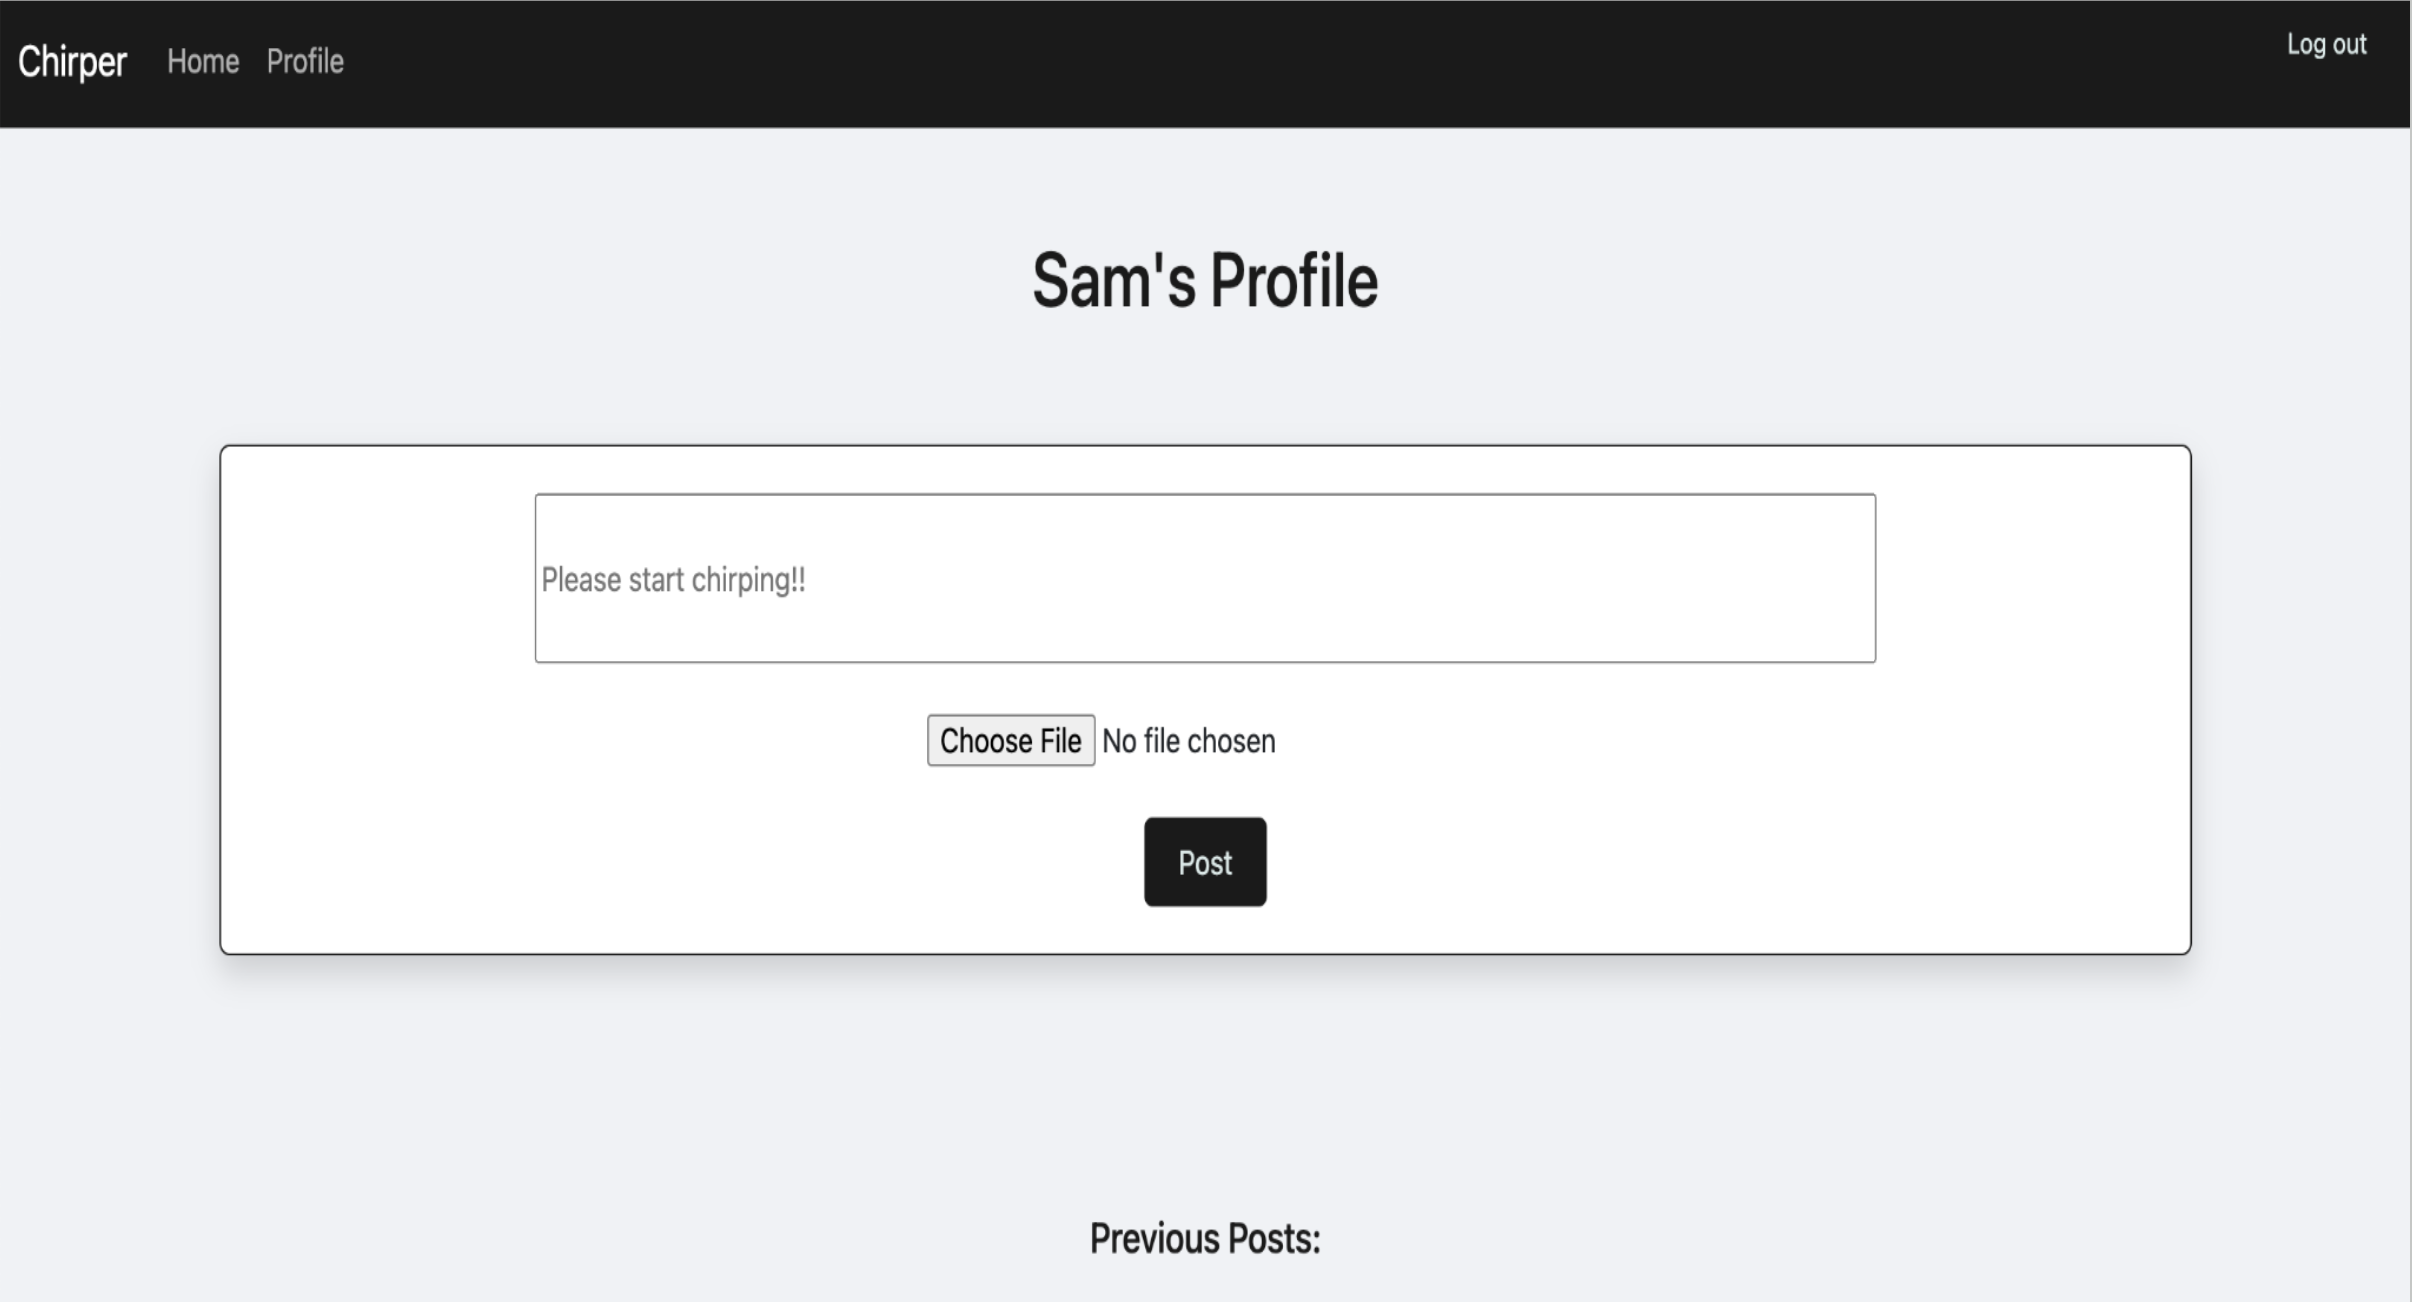 Chirper Home Profile Log out
Sam's Profile
Please start chirping!!
Choose File No file chosen
Post
Previous Posts: